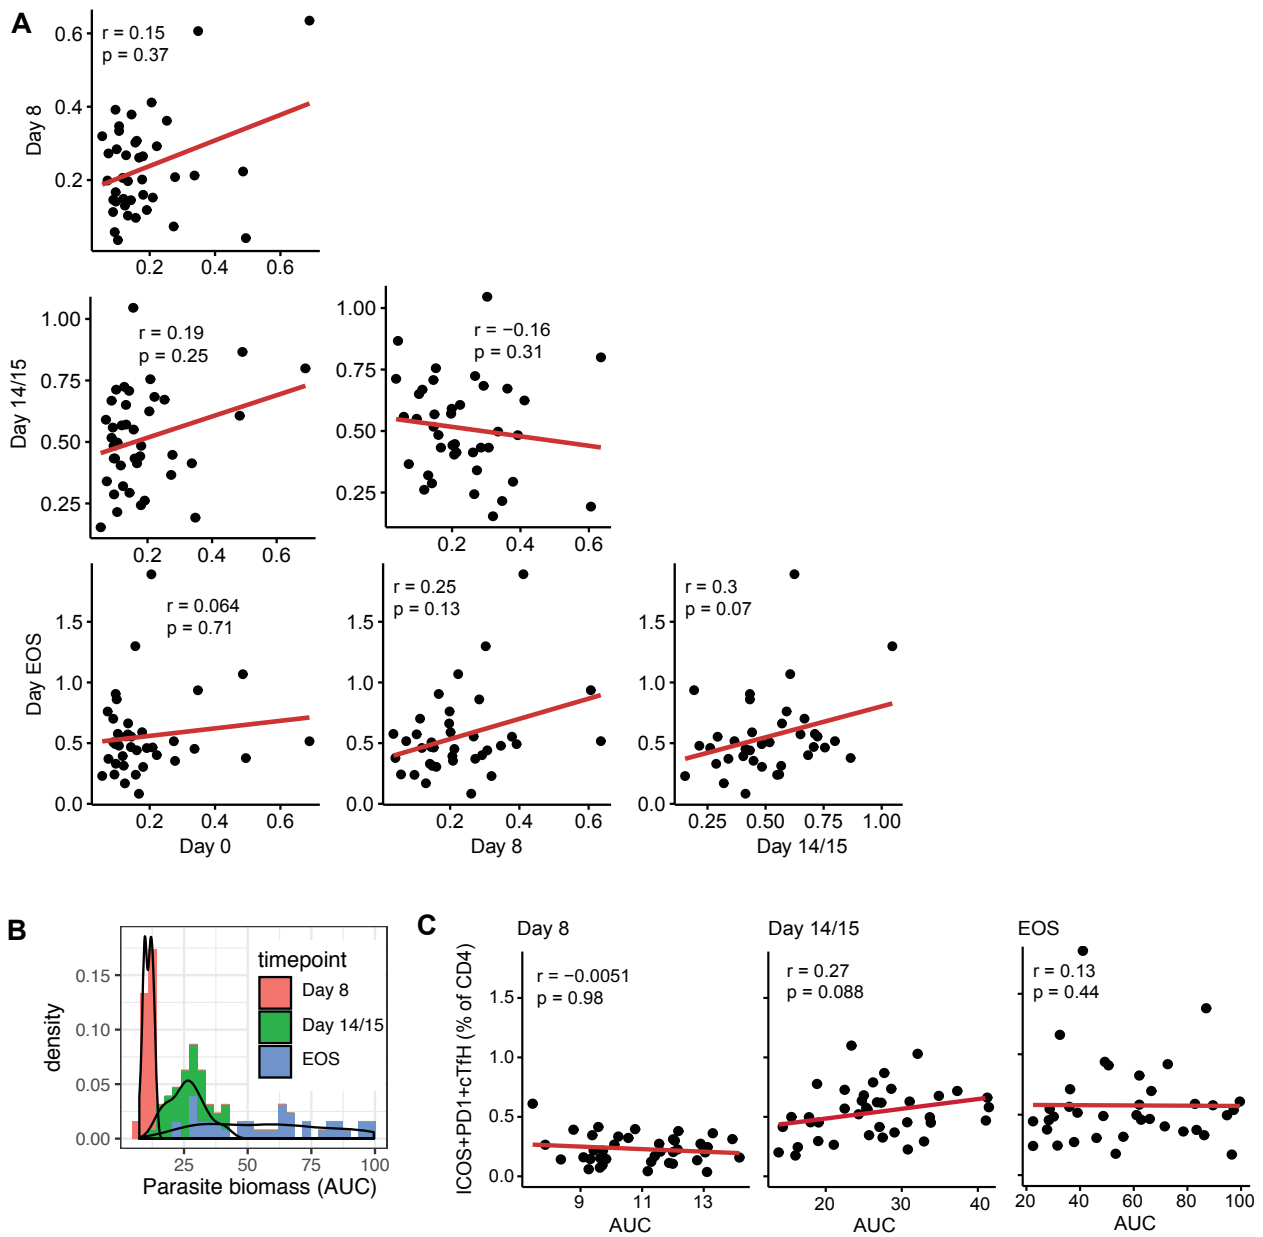 A
r = 0.15
p = 0.37
Day 8
0.6
0.4
0.2
0.2 0.4 0.6
r = 0.19
p = 0.25
Day 14/15
1.00
0.75
0.50
0.25
0.2 0.4 0.6
r = −0.16
p = 0.31
1.00
0.75
0.50
0.25
0.2 0.4 0.6
r = 0.064
p = 0.71
Day EOS
1.5
1.0
0.5
0.0
0.2 0.4 0.6
Day 0
r = 0.25
p = 0.13
1.5
1.0
0.5
0.0
0.2 0.4 0.6
Day 8
r = 0.3
p = 0.07
1.5
1.0
0.5
0.0
0.25 0.50 0.75 1.00
Day 14/15
B
density
0.15
0.10
0.05
0.00
timepoint
Day 8
Day 14/15
EOS
25 50 75 100
Parasite biomass (AUC)
C
ICOS+PD1+cTfH (% of CD4)
Day 8
r = −0.0051
p = 0.98
1.5
1.0
0.5
0.0
9 11 13
AUC
Day 14/15
r = 0.27
p = 0.088
20 30 40
AUC
EOS
r = 0.13
p = 0.44
20 40 60 80 100
AUC